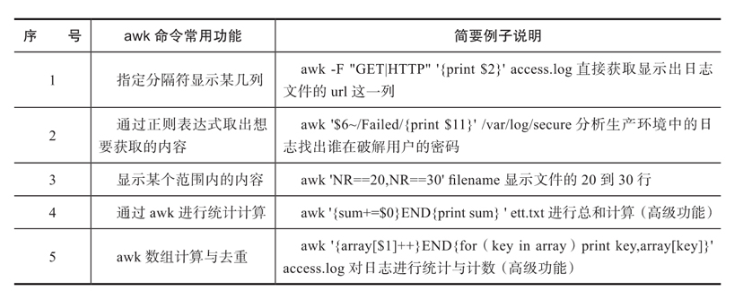 序 号 awk 命令常用功能 简要例子说明
1 指定分隔符显示某几列 awk -F "GET|HTTP" '{print $2}' access.log 直接获取显示出日志
文件的 url 这一列
2 通过正则表达式取出想
要获取的内容
awk '$6~/Failed/{print $11}' /var/log/secure 分析生产环境中的日
志找出谁在破解用户的密码
3 显示某个范围内的内容 awk 'NR==20,NR==30' filename 显示文件的 20 到 30 行
4 通过 awk 进行统计计算 awk '{sum+=$0}END{print sum} ' ett.txt 进行总和计算（高级功能）
5 awk 数组计算与去重 awk '{array[$1]++}END{for（key in array）print key,array[key]}'
access.log 对日志进行统计与计数（高级功能）